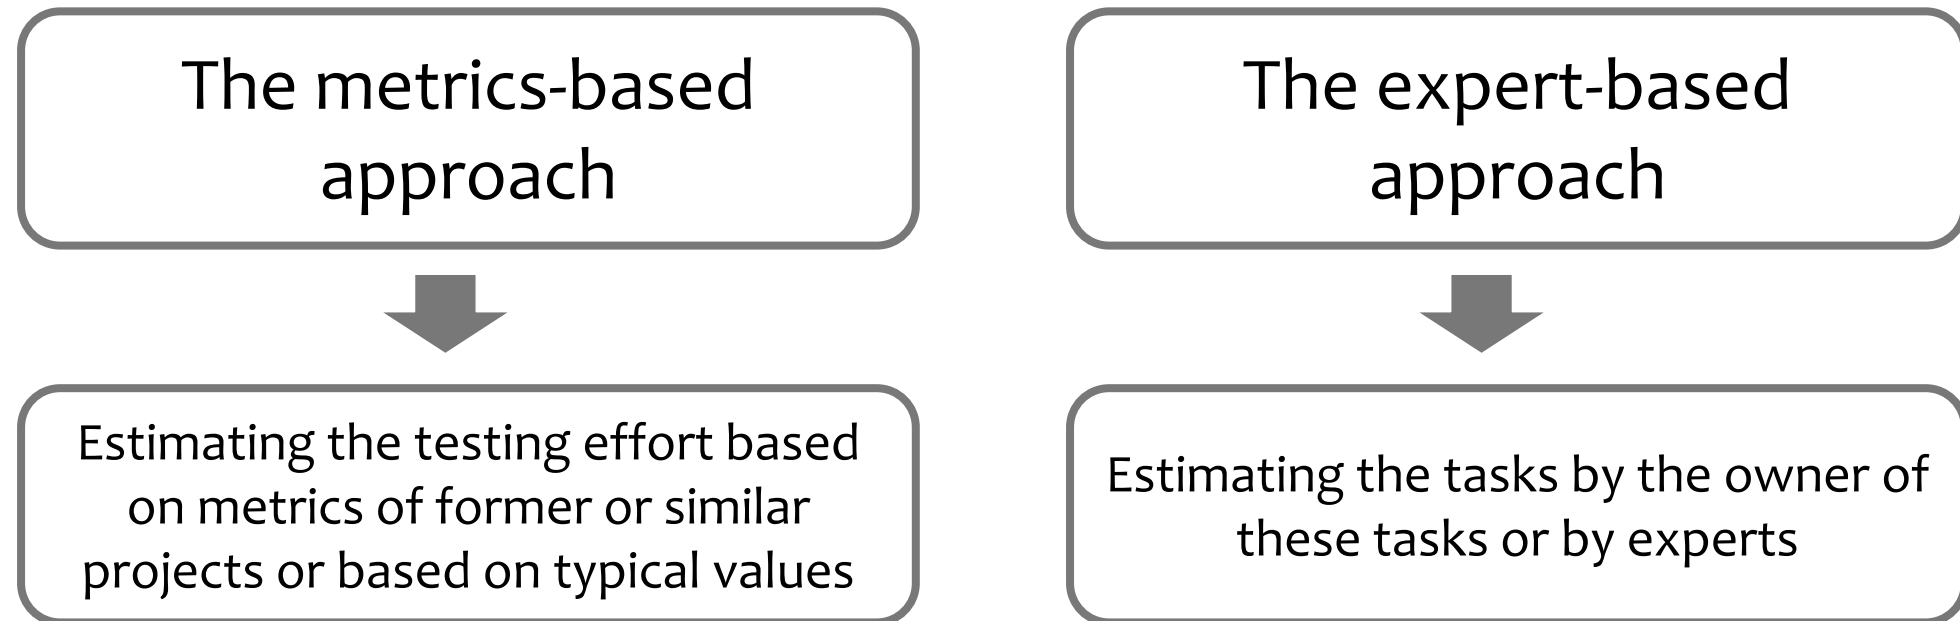 The metrics-based
approach
The expert-based
approach
Estimating the testing effort based
on metrics of former or similar
projects or based on typical values
Estimating the tasks by the owner of
these tasks or by experts